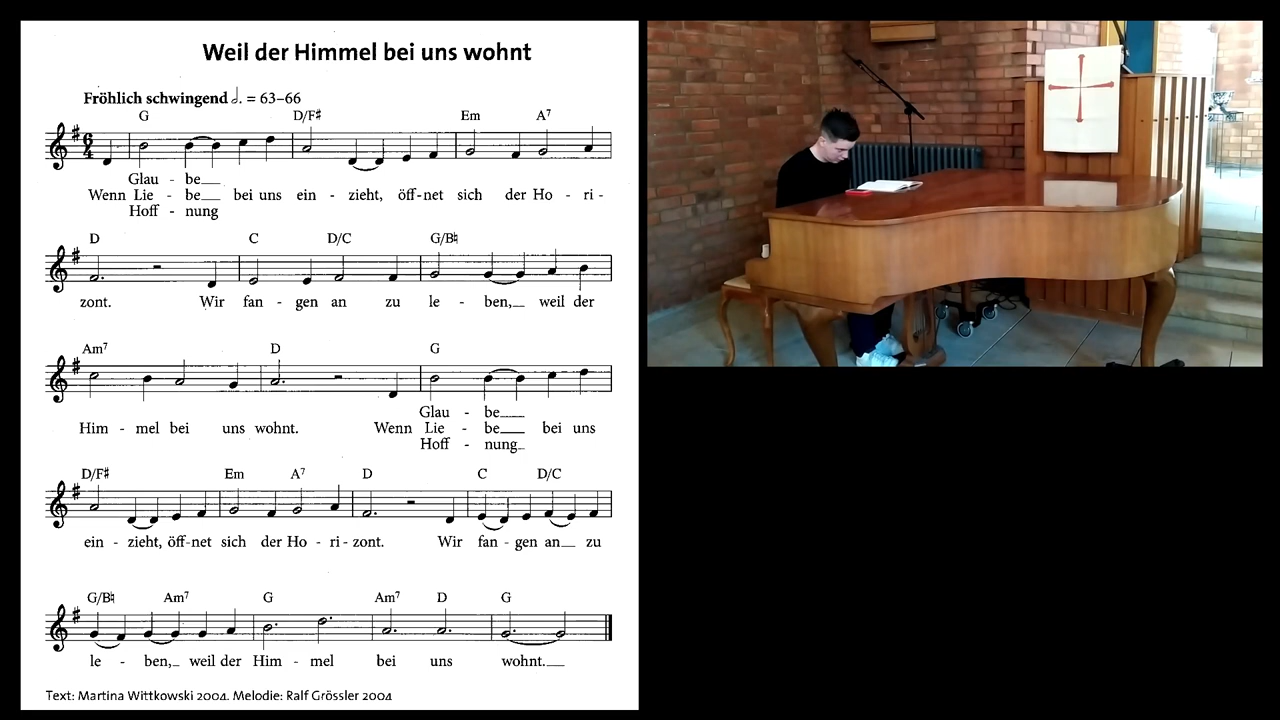 Weil der Himmel bei uns wohnt
Fröhlich schwingend 𝅗𝅥. = 63–66
G D/F♯ Em A7
6
4
Glau - be
Wenn Lie - be bei uns ein - zieht, öff-net sich der Ho - ri -
Hoff - nung
D C D/C G/B♮
zont. Wir fan - gen an zu le - ben, weil der
Am7 D G
Glau - be
Him - mel bei uns wohnt. Wenn Lie - be bei uns
Hoff - nung
D/F♯ Em A7 D C D/C
ein - zieht, öff-net sich der Ho - ri - zont. Wir fan - gen an zu
G/B♮ Am7 G Am7 D G
le - ben, weil der Him - mel bei uns wohnt.
Text: Martina Wittkowski 2004. Melodie: Ralf Grössler 2004